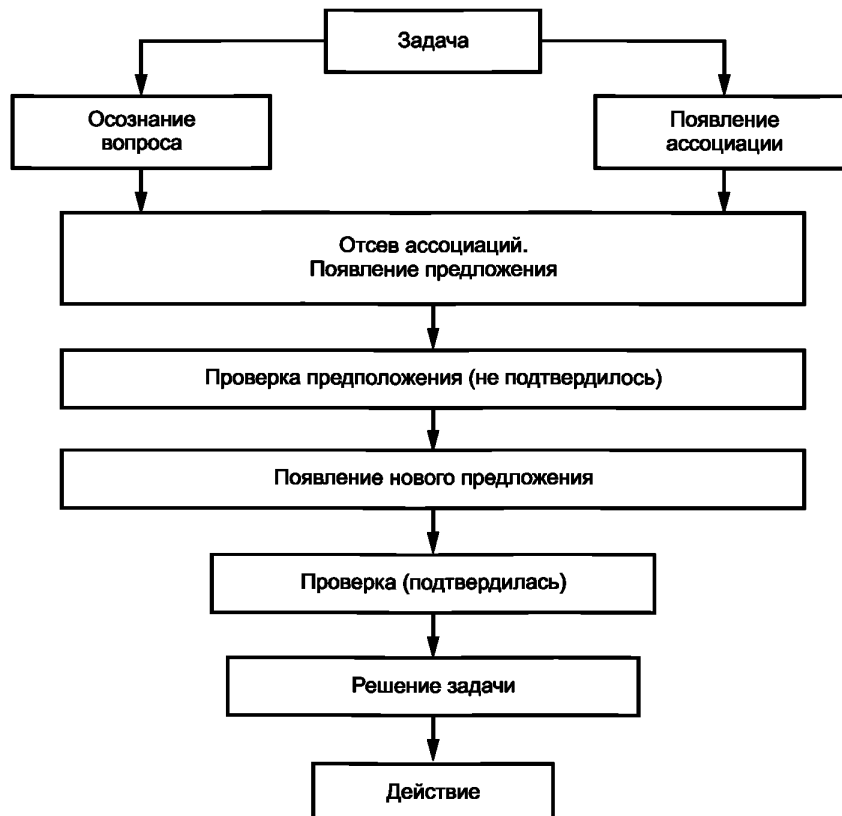 Задача
Осознание
вопроса
Появление
ассоциации
Отсев ассоциаций.
Появление предложения
Проверка предположения (не подтвердилось)
Появление нового предложения
Проверка (подтвердилась)
Решение задачи
Действие